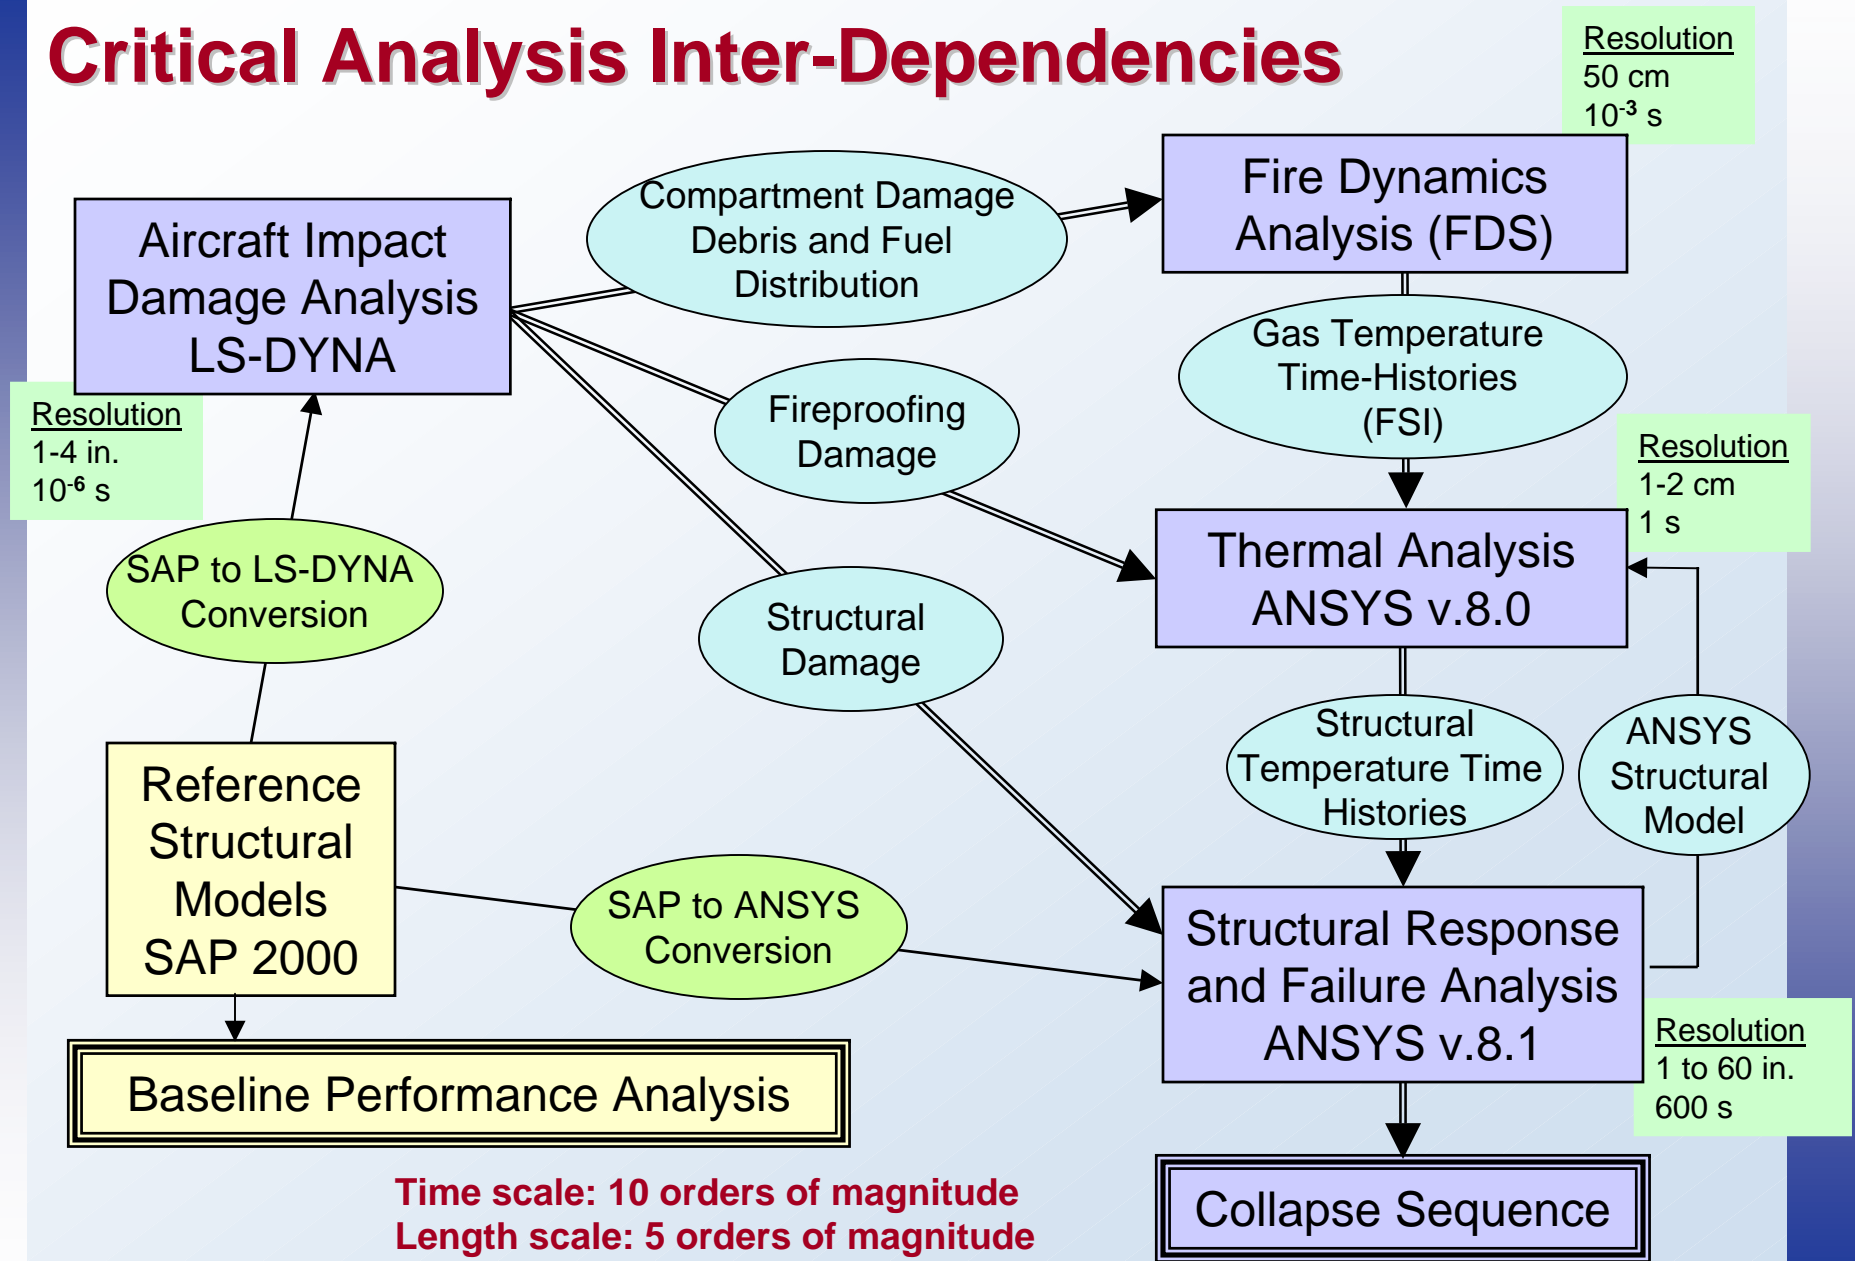 Critical Analysis Inter-Dependencies
Resolution
50 cm
10-3 s
Aircraft Impact
Damage Analysis
LS-DYNA
Compartment Damage
Debris and Fuel
Distribution
Fire Dynamics
Analysis (FDS)
Gas Temperature
Time-Histories
(FSI)
Resolution
1-4 in.
10-6 s
Fireproofing
Damage
Resolution
1-2 cm
1 s
SAP to LS-DYNA
Conversion
Thermal Analysis
ANSYS v.8.0
Structural
Damage
Structural
Temperature Time
Histories
ANSYS
Structural
Model
Reference
Structural
Models
SAP 2000
SAP to ANSYS
Conversion
Structural Response
and Failure Analysis
ANSYS v.8.1
Resolution
1 to 60 in.
600 s
Baseline Performance Analysis
Time scale: 10 orders of magnitude
Length scale: 5 orders of magnitude
Collapse Sequence